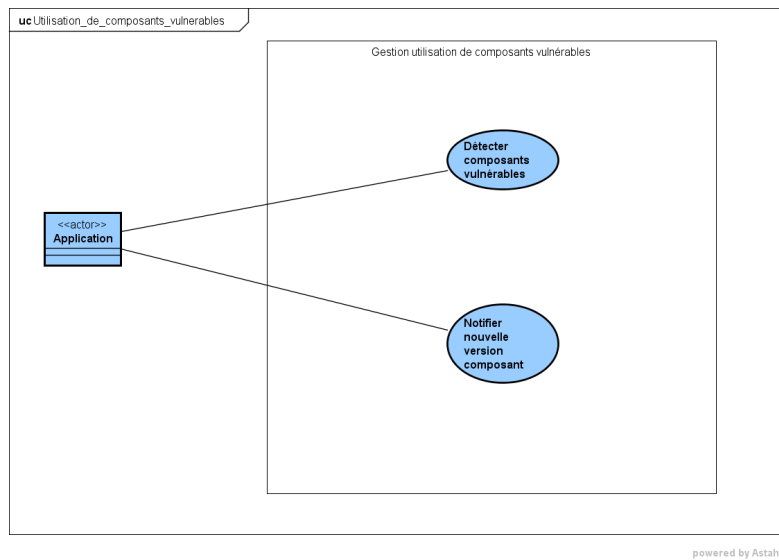 uc Utilisation_de_composants_vulnerables
Gestion utilisation de composants vulnérables
Détecter
composants
vulnérables
<<actor>>
Application
Notifier
nouvelle
version
composant
powered by Astah